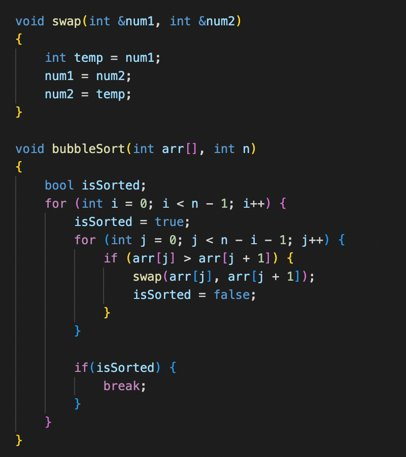 void swap(int &num1, int &num2)
{
    int temp = num1;
    num1 = num2;
    num2 = temp;
}

void bubbleSort(int arr[], int n)
{
    bool isSorted;
    for (int i = 0; i < n - 1; i++) {
        isSorted = true;
        for (int j = 0; j < n - i - 1; j++) {
            if (arr[j] > arr[j + 1]) {
                swap(arr[j], arr[j + 1]);
                isSorted = false;
            }
        }

        if(isSorted) {
            break;
        }
    }
}